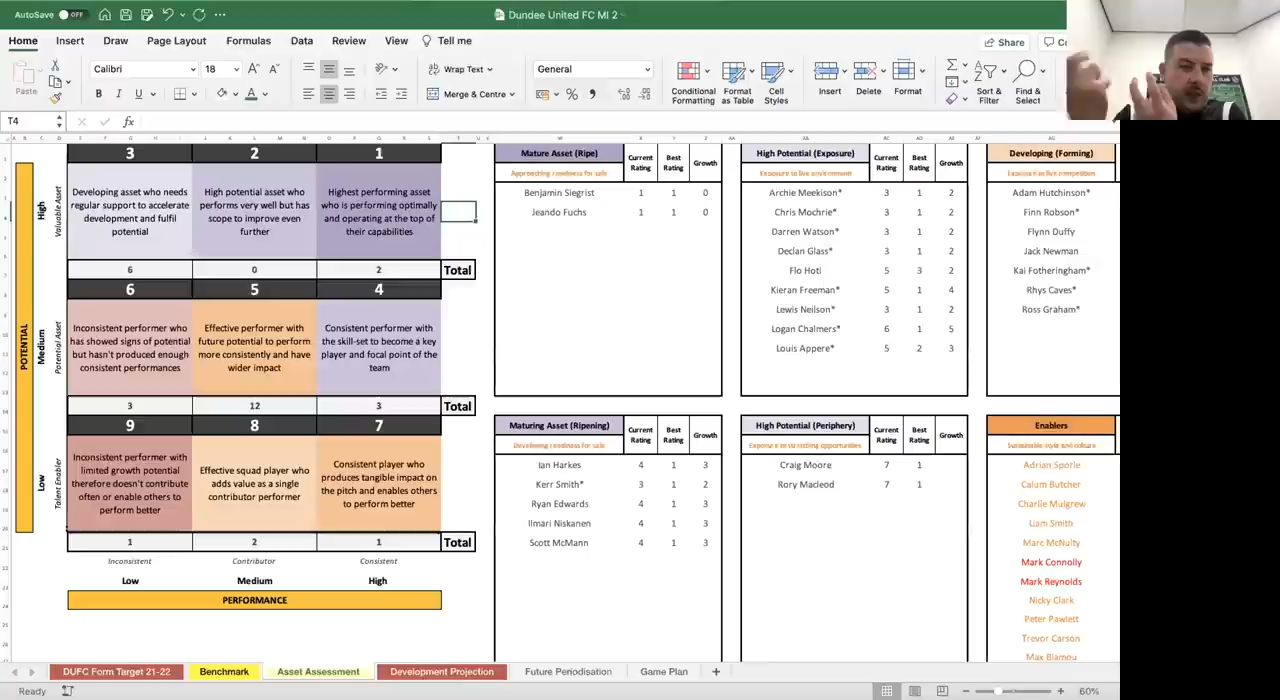 AutoSave OFF
Dundee United FC MI 2
Home Insert Draw Page Layout Formulas Data Review View Tell me
Share
Paste
Calibri 18
Wrap Text
Merge & Centre
General
Conditional Formatting
Format as Table
Cell Styles
Insert Delete Format
Sort & Filter
Find & Select
T4
fx
POTENTIAL
High
Valuable Asset
3 2 1
Developing asset who needs regular support to accelerate development and fulfil potential
High potential asset who performs very well but has scope to improve even further
Highest performing asset who is performing optimally and operating at the top of their capabilities
6 0 2 Total
Medium
Potential Asset
6 5 4
Inconsistent performer who has showed signs of potential but hasn't produced enough consistent performances
Effective performer with future potential to perform more consistently and have wider impact
Consistent performer with the skill-set to become a key player and focal point of the team
3 12 3 Total
Low
Talent Enabler
9 8 7
Inconsistent performer with limited growth potential therefore doesn't contribute often or enable others to perform better
Effective squad player who adds value as a single contributor performer
Consistent player who produces tangible impact on the pitch and enables others to perform better
1 2 1 Total
Inconsistent Contributor Consistent
Low Medium High
PERFORMANCE
Mature Asset (Ripe) Current Rating Best Rating Growth
Approaching readiness for sale
Benjamin Siegrist 1 1 0
Jeando Fuchs 1 1 0
High Potential (Exposure) Current Rating Best Rating Growth
Exposure to live environment
Archie Meekison* 3 1 2
Chris Mochrie* 3 1 2
Darren Watson* 3 1 2
Declan Glass* 3 1 2
Flo Hoti 5 3 2
Kieran Freeman* 5 1 4
Lewis Neilson* 3 1 2
Logan Chalmers* 6 1 5
Louis Appere* 5 2 3
Developing (Forming)
Exposure to live competition
Adam Hutchinson*
Finn Robson*
Flynn Duffy
Jack Newman
Kai Fotheringham*
Rhys Caves*
Ross Graham*
Maturing Asset (Ripening) Current Rating Best Rating Growth
Developing readiness for sale
Ian Harkes 4 1 3
Kerr Smith* 3 1 2
Ryan Edwards 4 1 3
Ilmari Niskanen 4 1 3
Scott McMann 4 1 3
High Potential (Periphery) Current Rating Best Rating Growth
Craig Moore 7 1
Rory Macleod 7 1
Enablers
Sustainable style and culture
Adrian Sporle
Calum Butcher
Charlie Mulgrew
Liam Smith
Marc McNulty
Mark Connolly
Mark Reynolds
Nicky Clark
Peter Pawlett
Trevor Carson
Max Biamou
DUFC Form Target 21-22 Benchmark Asset Assessment Development Projection Future Periodisation Game Plan
Ready
60%